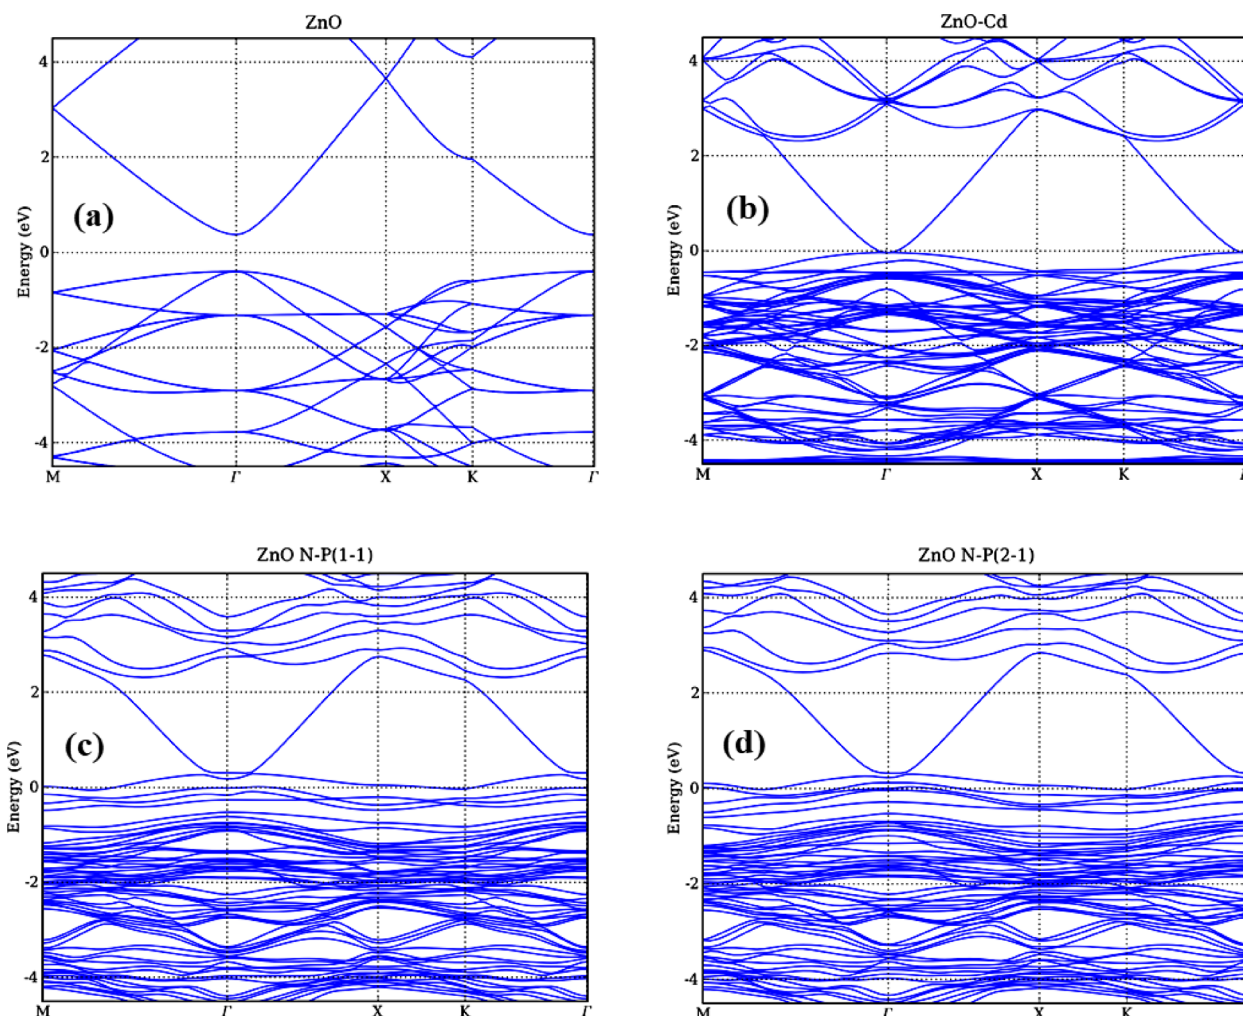 ZnO
4
2
0
-2
-4
Energy (eV)
(a)
M Γ X K Γ
ZnO-Cd
4
2
0
-2
-4
Energy (eV)
(b)
M Γ X K
ZnO N-P(1-1)
4
2
0
-2
-4
Energy (eV)
(c)
M Γ X K Γ
ZnO N-P(2-1)
4
2
0
-2
-4
Energy (eV)
(d)
M Γ X K